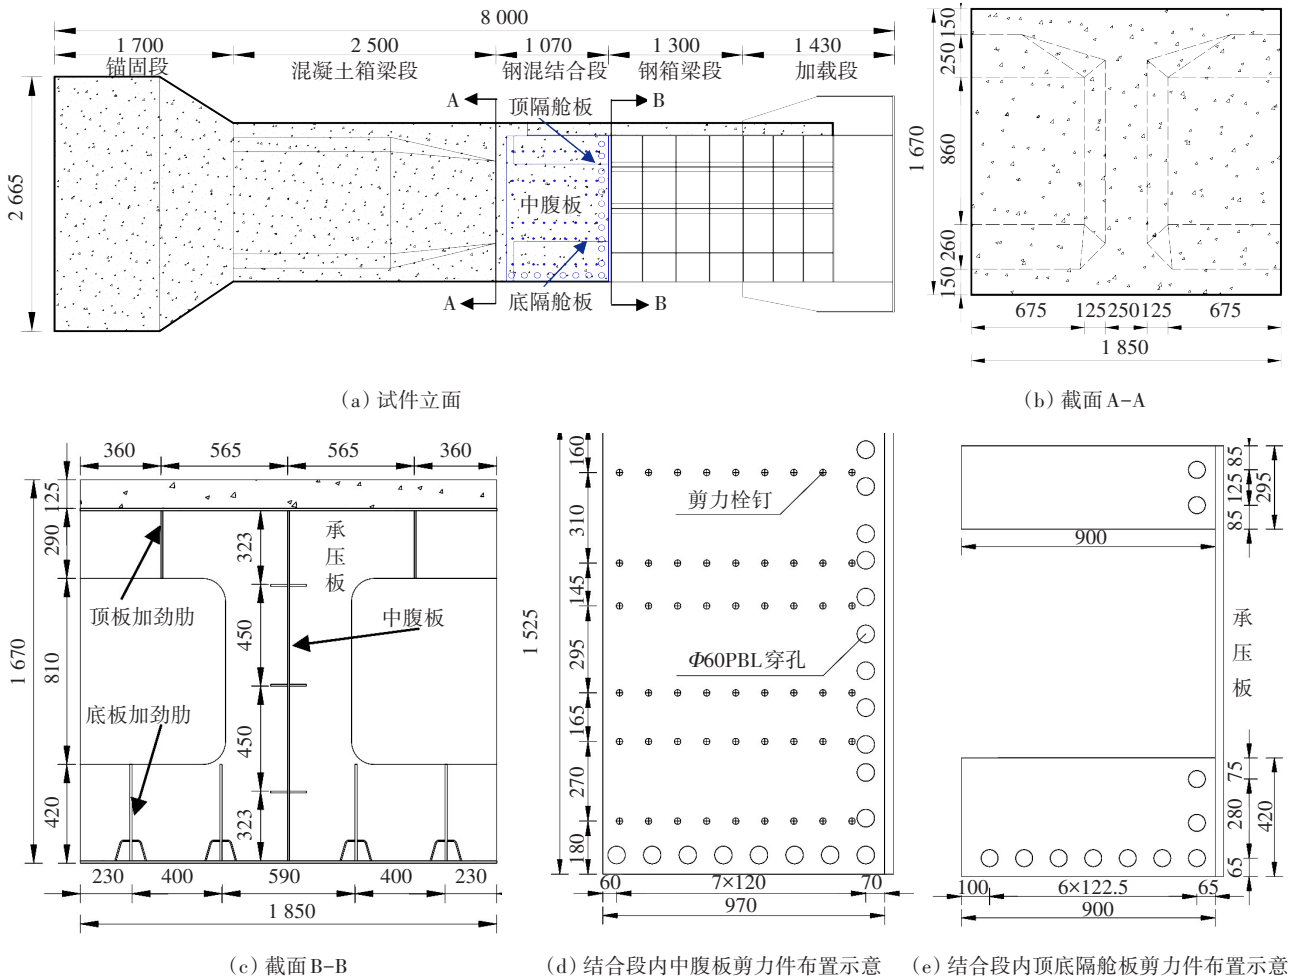 8 000
1 700
2 500
1 070
1 300
1 430
锚固段
混凝土箱梁段
钢混结合段
钢箱梁段
加载段
A
B
顶隔舱板
2 665
中腹板
A
B
底隔舱板
(a) 试件立面
150
250
860
260
150
1 670
675
125
250
125
675
1 850
(b) 截面A-A
360
565
565
360
125
290
810
420
1 670
323
450
450
323
承压板
顶板加劲肋
中腹板
底板加劲肋
230
400
590
400
230
1 850
(c) 截面B-B
160
310
145
295
165
270
180
1 525
剪力栓钉
Φ60PBL穿孔
60
7×120
70
970
(d) 结合段内中腹板剪力件布置示意
85
125
85
295
900
承压板
75
280
65
420
100
6×122.5
65
900
(e) 结合段内顶底隔舱板剪力件布置示意